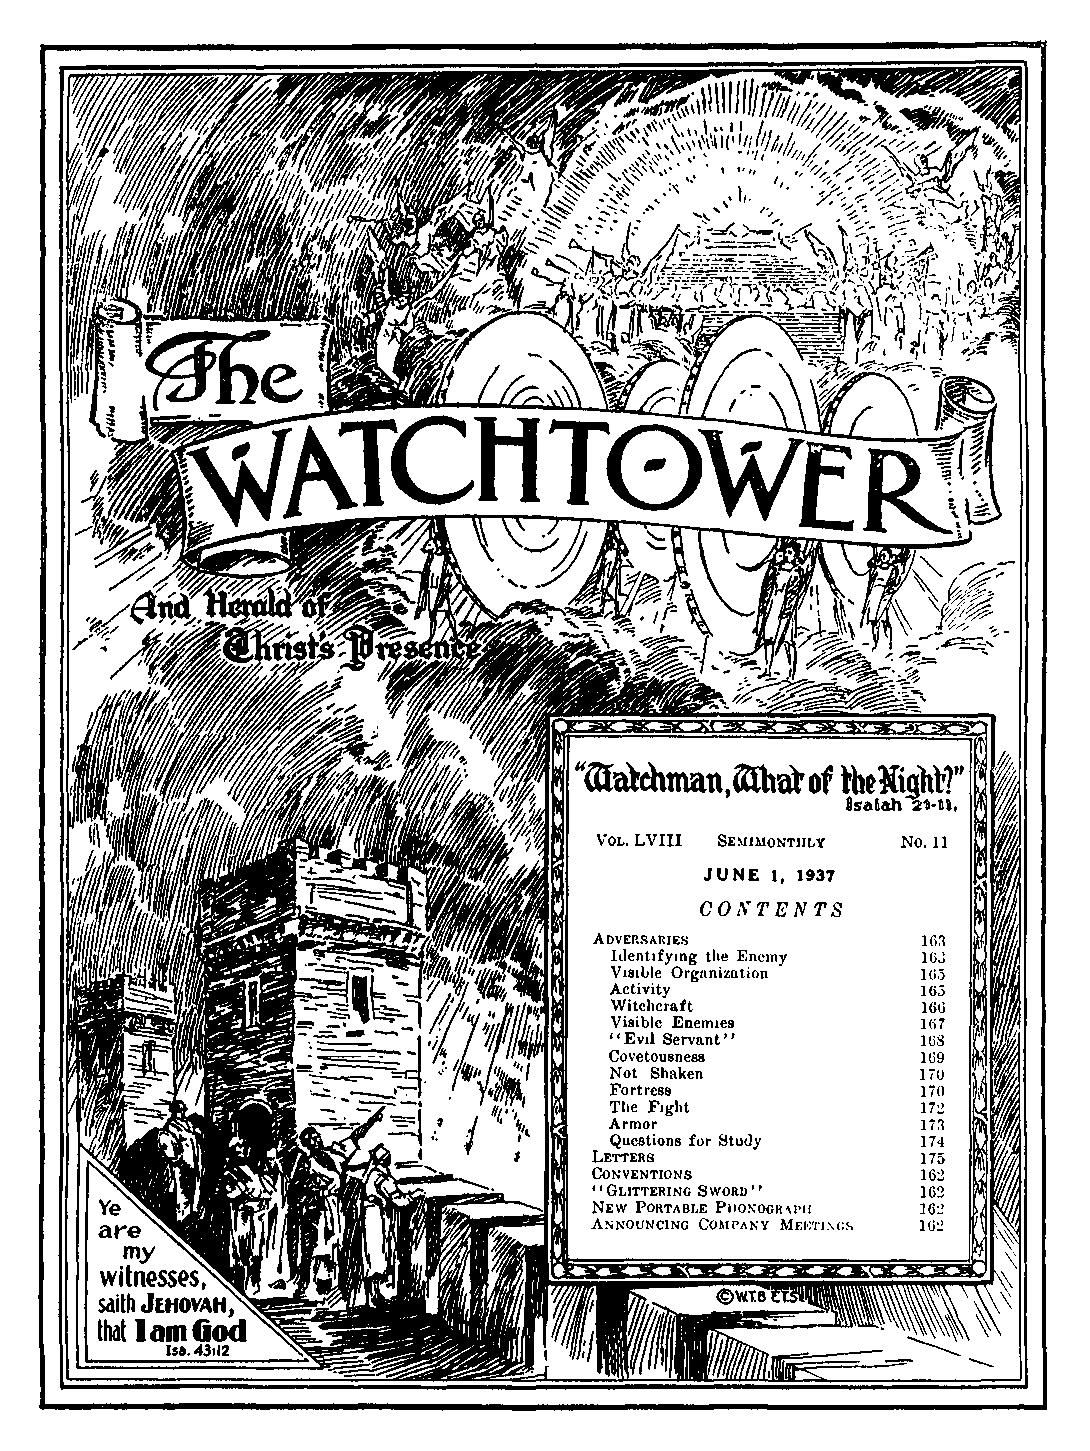 The
WATCHTOWER
And Herald of
Christ's Presence
"Watchman, What of the Night?"
Isaiah 21-11.
VOL. LVIII SEMIMONTHLY No. 11
JUNE 1, 1937
CONTENTS
ADVERSARIES 163
Identifying the Enemy 163
Visible Organization 165
Activity 165
Witchcraft 166
Visible Enemies 167
"Evil Servant" 168
Covetousness 169
Not Shaken 170
Fortress 170
The Fight 172
Armor 173
Questions for Study 174
LETTERS 175
CONVENTIONS 162
"GLITTERING SWORD" 162
NEW PORTABLE PHONOGRAPH 162
ANNOUNCING COMPANY MEETINGS 162
Ye
are
my
witnesses,
saith JEHOVAH,
that I am God
Isa. 43:12
©W.T.B & T.S